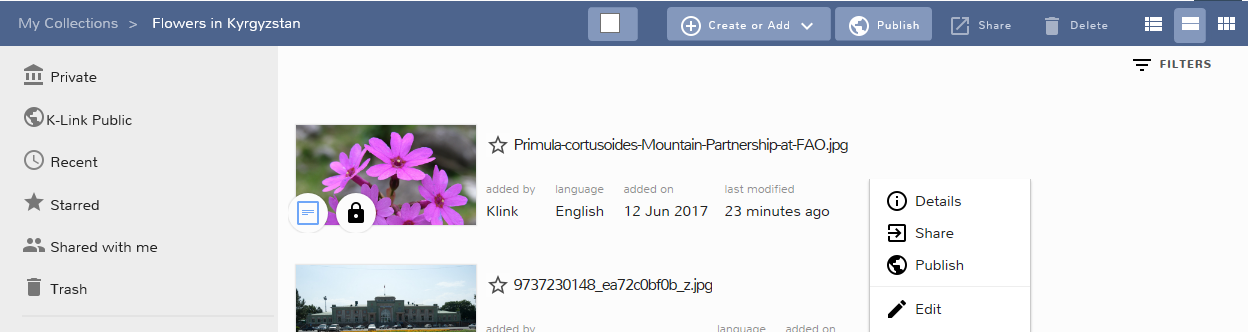 My Collections > Flowers in Kyrgyzstan
Create or Add
Publish
Share
Delete
Private
K-Link Public
Recent
Starred
Shared with me
Trash
FILTERS
Primula-cortusoides-Mountain-Partnership-at-FAO.jpg
added by language added on last modified
Klink English 12 Jun 2017 23 minutes ago
9737230148_ea72c0bf0b_z.jpg
added by language added on
Details
Share
Publish
Edit